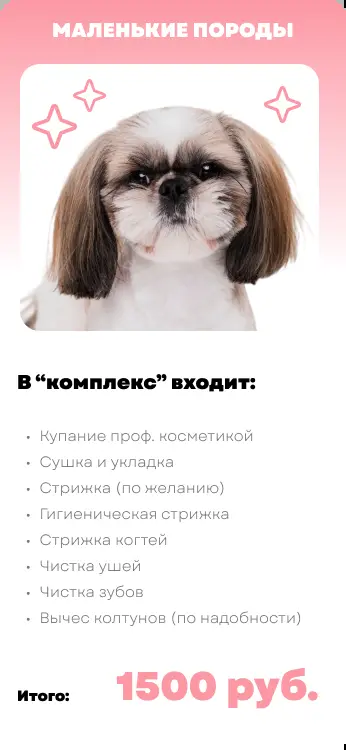 МАЛЕНЬКИЕ ПОРОДЫ
В “комплекс” входит:
• Купание проф. косметикой
• Сушка и укладка
• Стрижка (по желанию)
• Гигиеническая стрижка
• Стрижка когтей
• Чистка ушей
• Чистка зубов
• Вычес колтунов (по надобности)
Итого: 1500 руб.